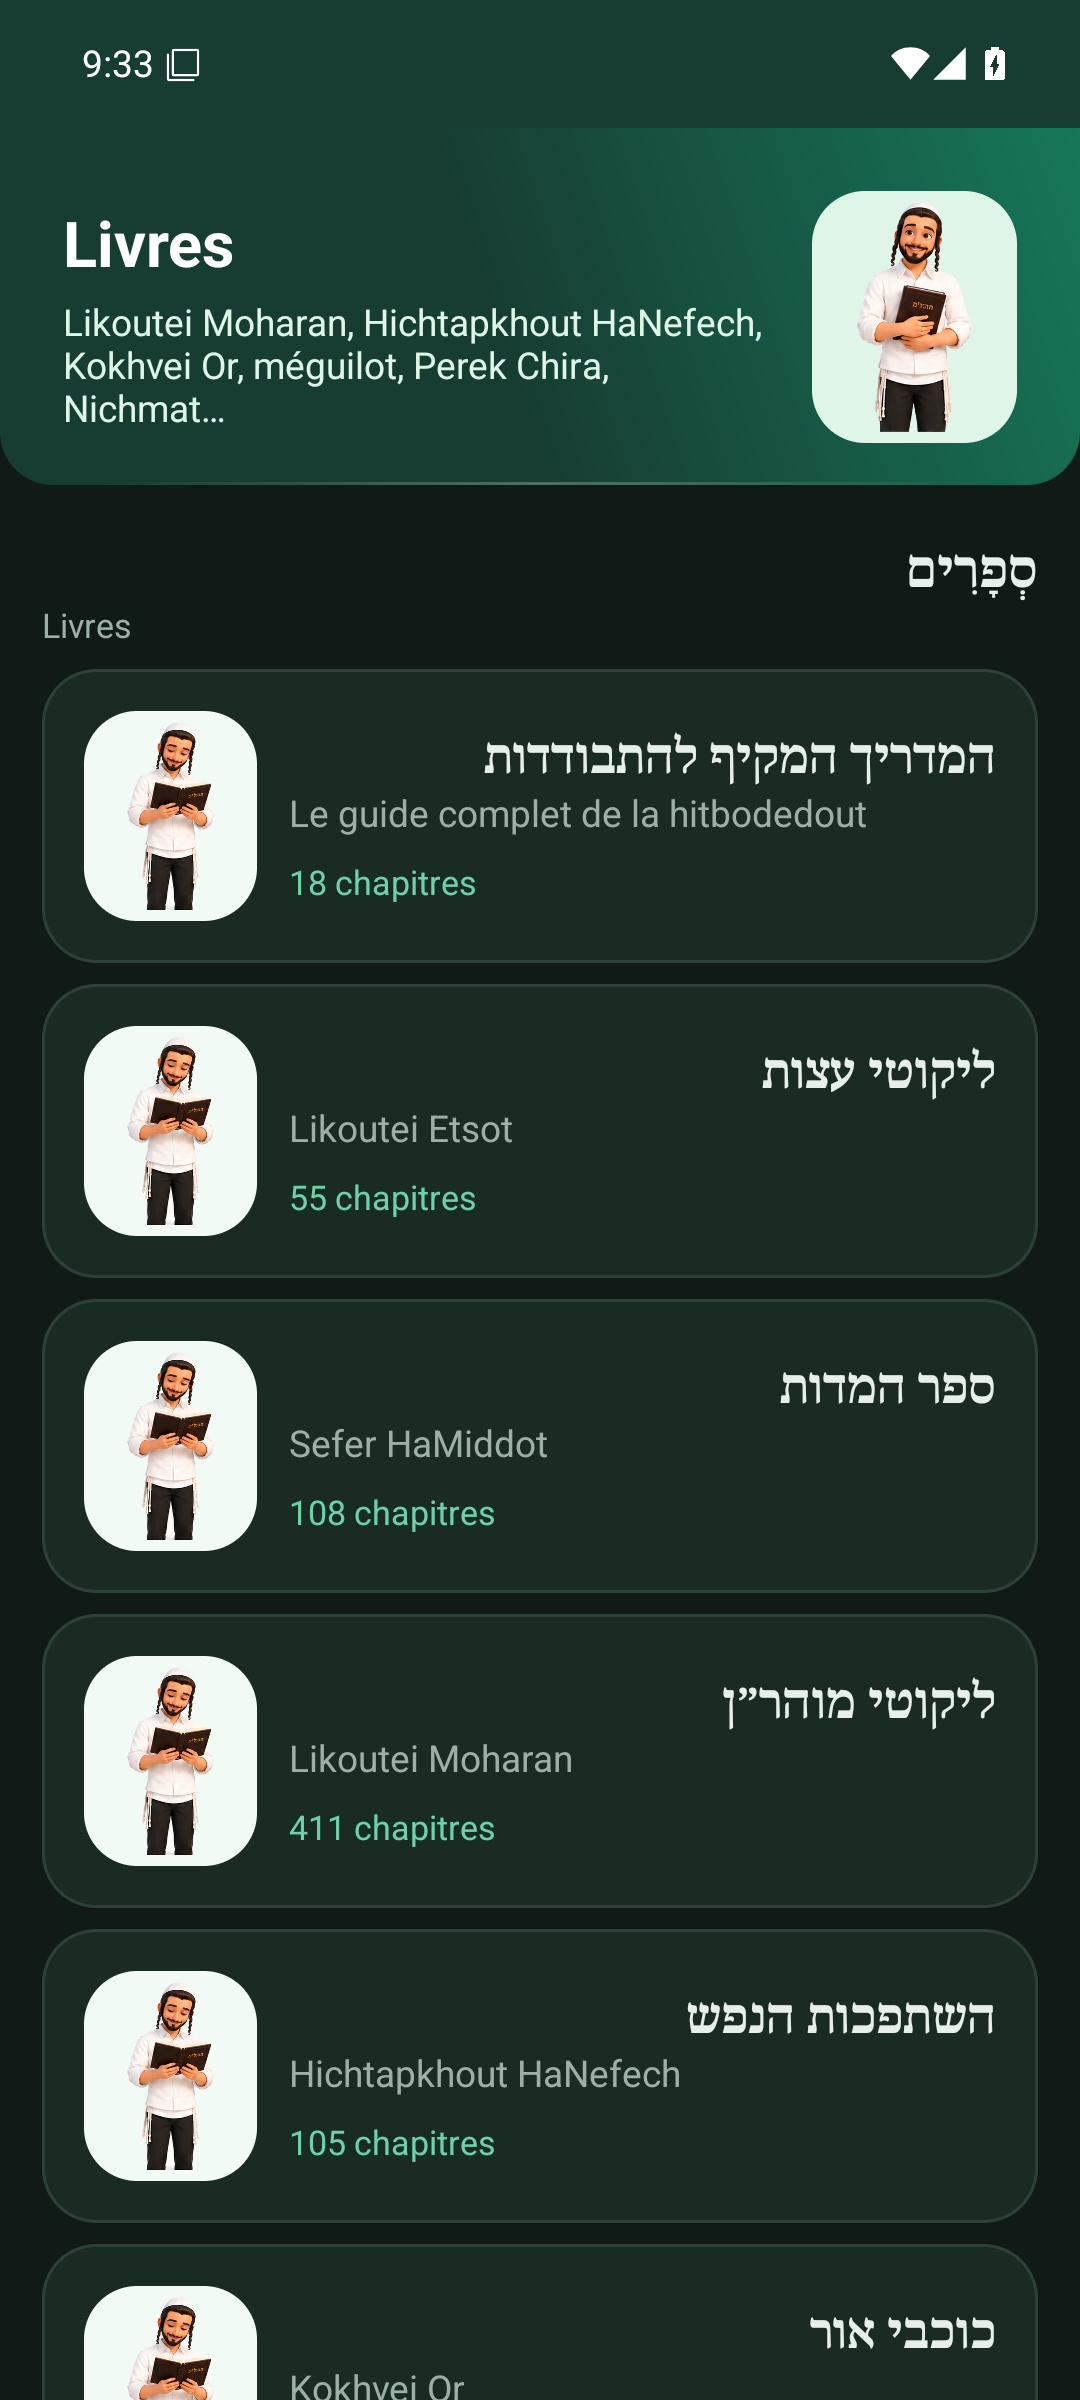 9:33
Livres
Likoutei Moharan, Hichtapkhout HaNefech,
Kokhvei Or, méguilot, Perek Chira,
Nichmat…
סְפָרִים
Livres
המדריך המקיף להתבודדות
Le guide complet de la hitbodedout
18 chapitres
ליקוטי עצות
Likoutei Etsot
55 chapitres
ספר המדות
Sefer HaMiddot
108 chapitres
ליקוטי מוהר״ן
Likoutei Moharan
411 chapitres
השתפכות הנפש
Hichtapkhout HaNefech
105 chapitres
כוכבי אור
Kokhvei Or